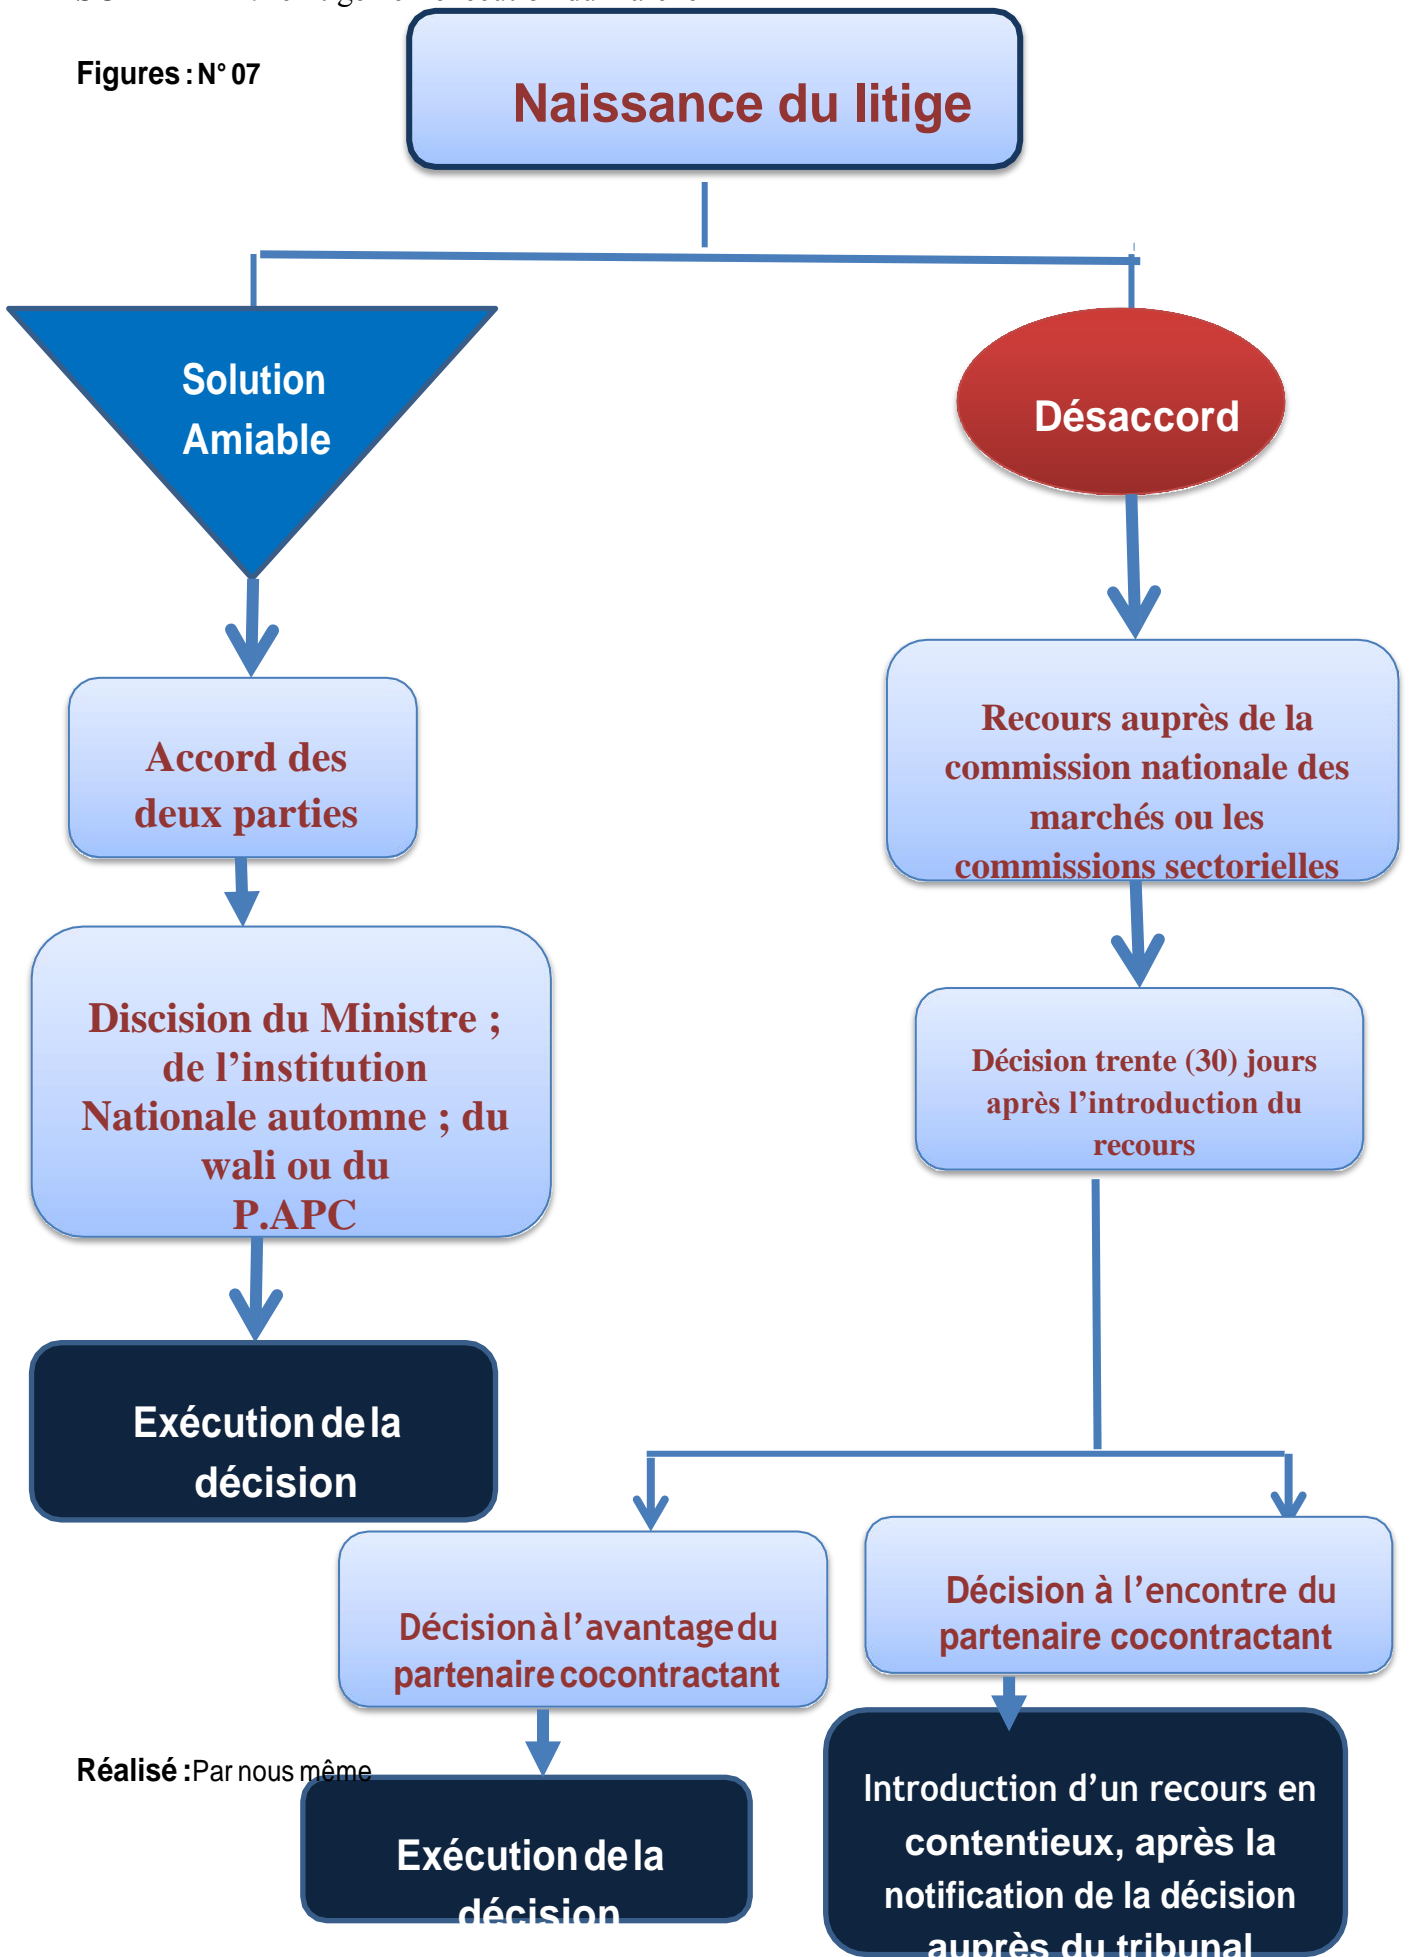 Figures : N° 07
Naissance du litige
Solution
Amiable
Désaccord
Accord des
deux parties
Recours auprès de la
commission nationale des
marchés ou les
commissions sectorielles
Discision du Ministre ;
de l’institution
Nationale automne ; du
wali ou du
P.APC
Décision trente (30) jours
après l’introduction du
recours
Exécution de la
décision
Décision à l’avantage du
partenaire cocontractant
Décision à l’encontre du
partenaire cocontractant
Réalisé : Par nous même
Exécution de la
décision
Introduction d’un recours en
contentieux, après la
notification de la décision
auprès du tribunal